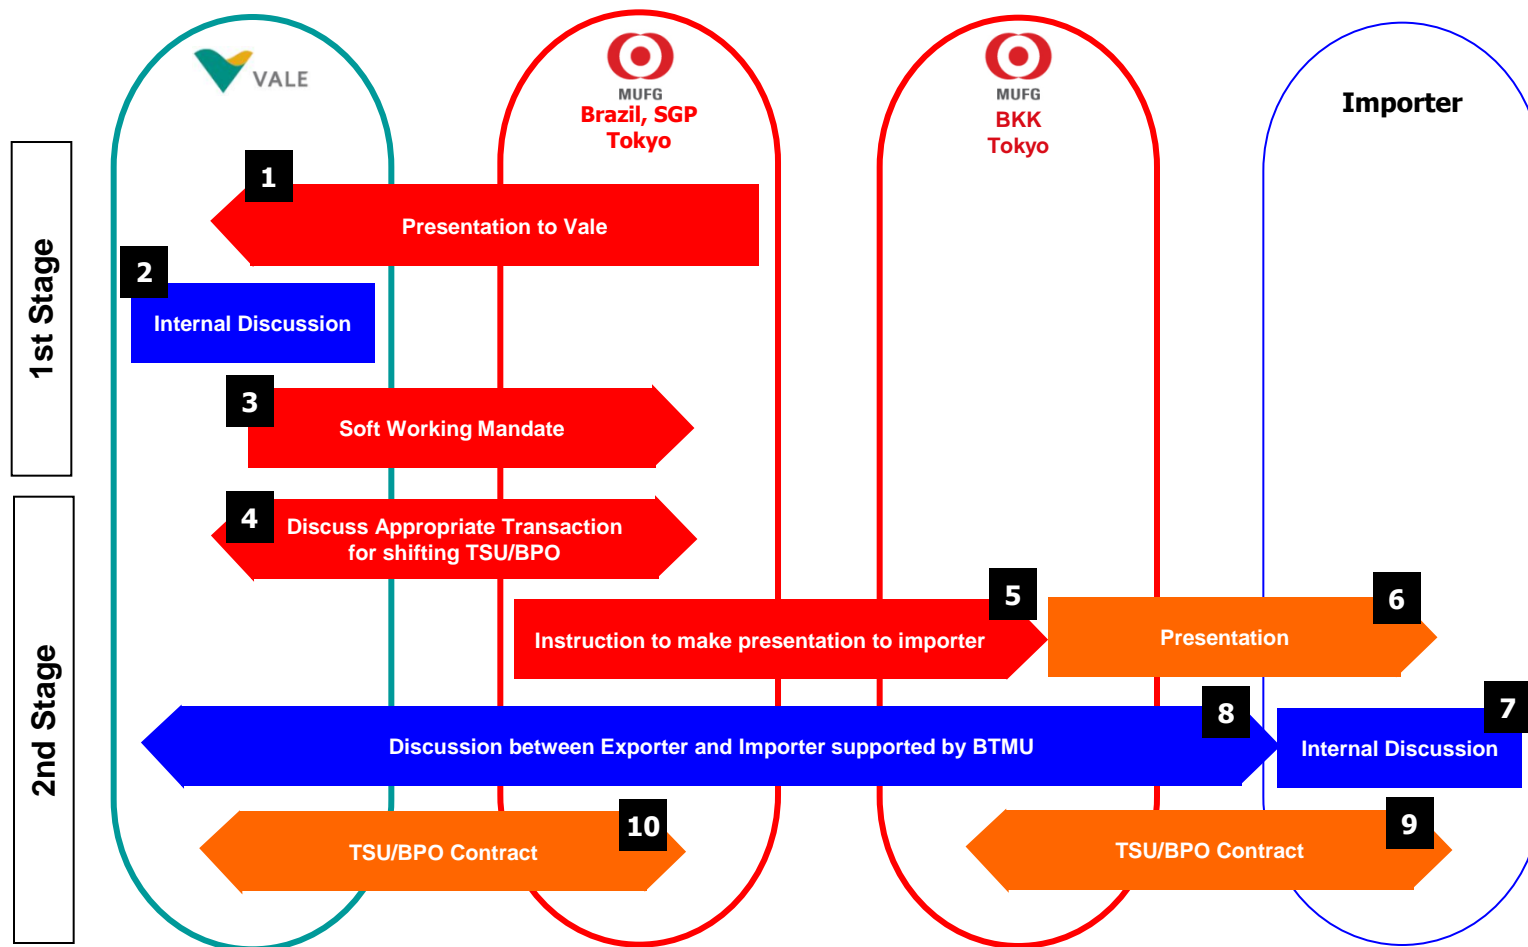 VALE
MUFG
Brazil, SGP
Tokyo
MUFG
BKK
Tokyo
Importer
1st Stage
1
Presentation to Vale
2
Internal Discussion
3
Soft Working Mandate
2nd Stage
4
Discuss Appropriate Transaction
for shifting TSU/BPO
5
Instruction to make presentation to importer
6
Presentation
7
Internal Discussion
8
Discussion between Exporter and Importer supported by BTMU
9
TSU/BPO Contract
10
TSU/BPO Contract